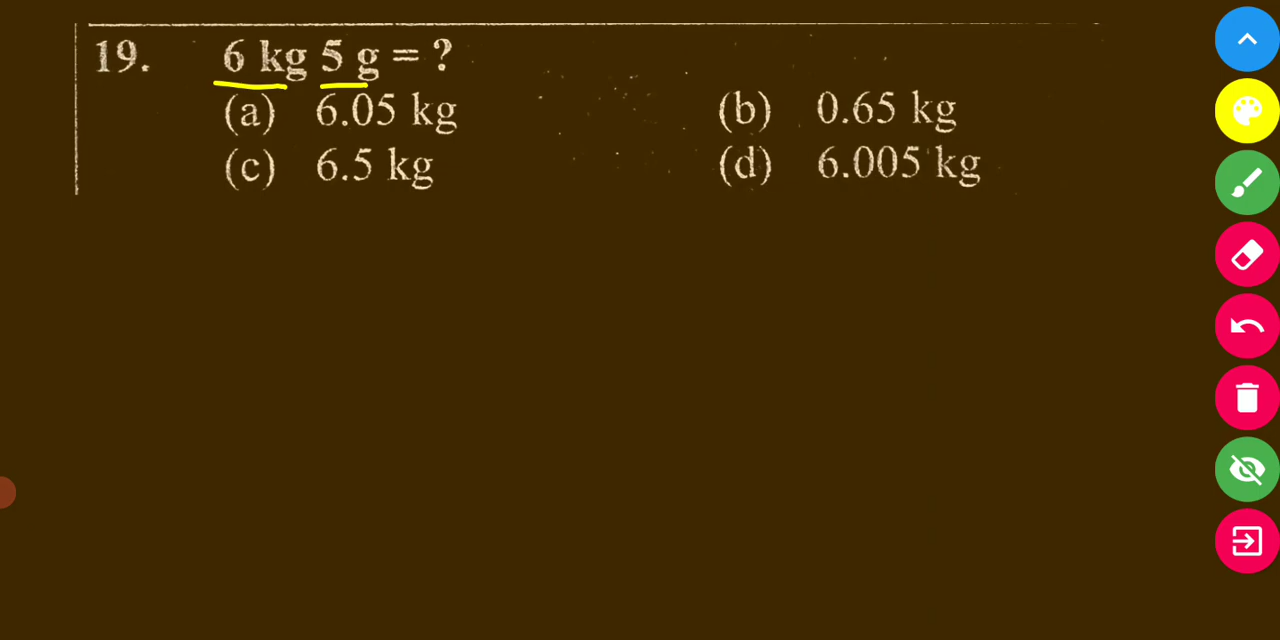 19. 6 kg 5 g = ?
(a) 6.05 kg (b) 0.65 kg
(c) 6.5 kg (d) 6.005 kg